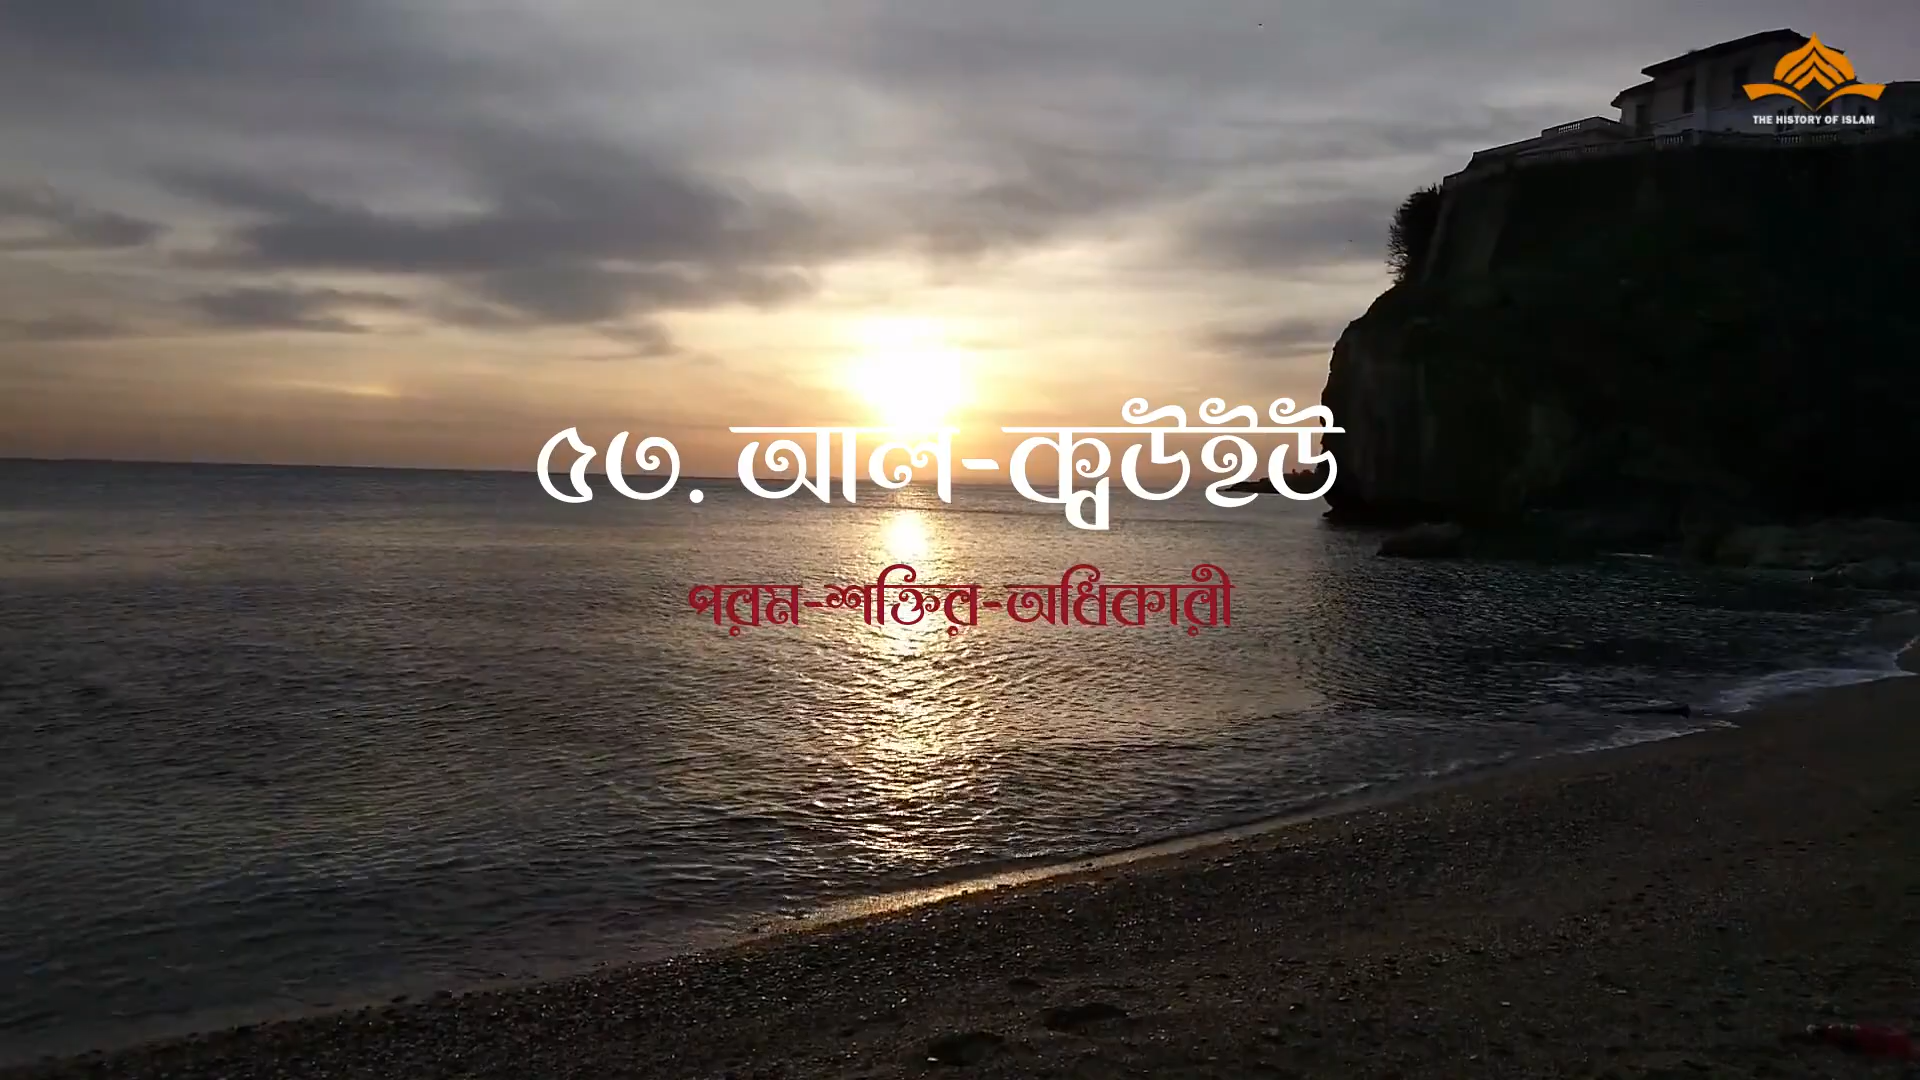 THE HISTORY OF ISLAM
৫৩. আল-ক্বউইউ
পরম-শক্তির-অধিকারী